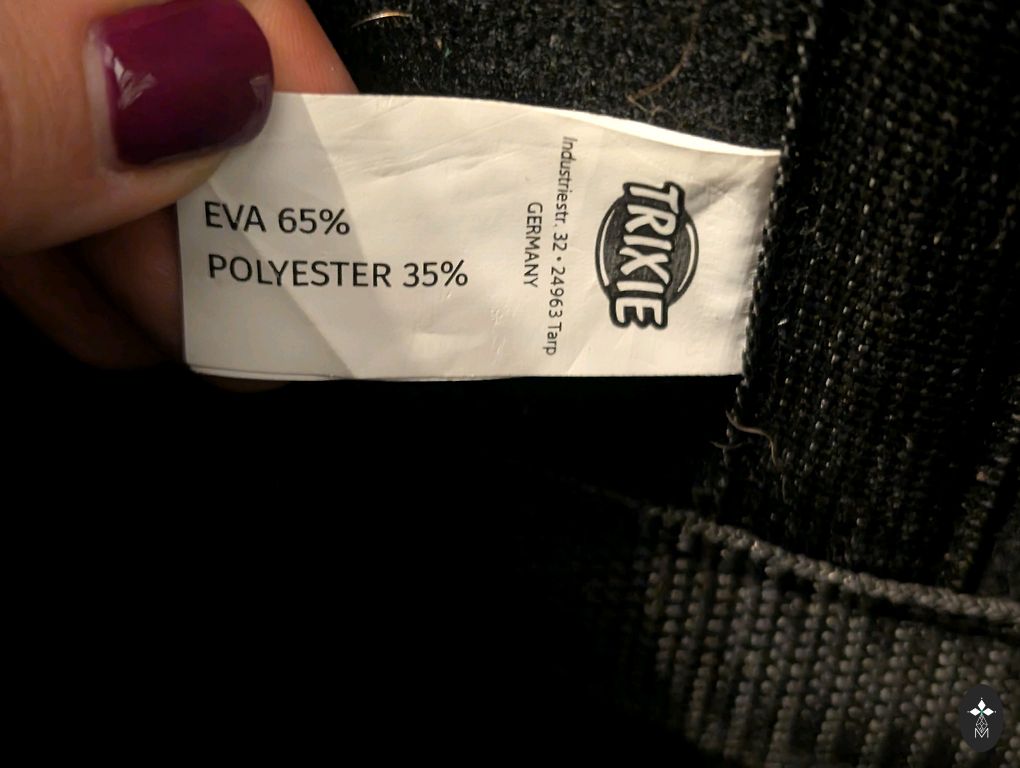 EVA 65%
POLYESTER 35%
TRIXIE
Industriestr. 32 • 24963 Tarp
GERMANY
M